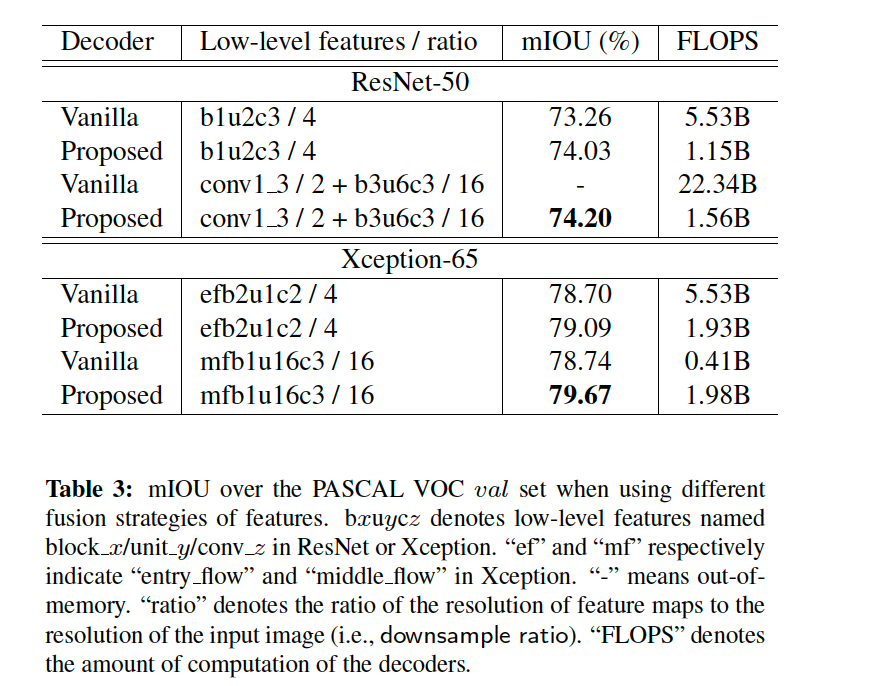 Decoder Low-level features / ratio mIOU (%) FLOPS
ResNet-50
Vanilla b1u2c3 / 4 73.26 5.53B
Proposed b1u2c3 / 4 74.03 1.15B
Vanilla conv1_3 / 2 + b3u6c3 / 16 - 22.34B
Proposed conv1_3 / 2 + b3u6c3 / 16 74.20 1.56B
Xception-65
Vanilla efb2u1c2 / 4 78.70 5.53B
Proposed efb2u1c2 / 4 79.09 1.93B
Vanilla mfb1u16c3 / 16 78.74 0.41B
Proposed mfb1u16c3 / 16 79.67 1.98B
Table 3: mIOU over the PASCAL VOC val set when using different
fusion strategies of features. bxuycz denotes low-level features named
block_x/unit_y/conv_z in ResNet or Xception. “ef” and “mf” respectively
indicate “entry_flow” and “middle_flow” in Xception. “-” means out-of-
memory. “ratio” denotes the ratio of the resolution of feature maps to the
resolution of the input image (i.e., downsample ratio). “FLOPS” denotes
the amount of computation of the decoders.